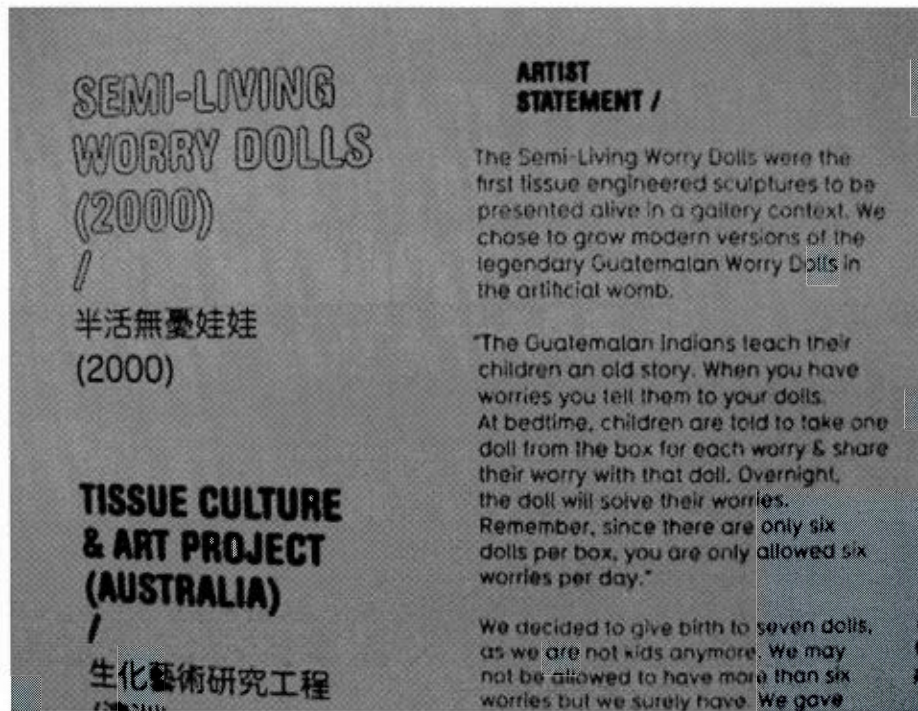 SEMI-LIVING
WORRY DOLLS
(2000)
/
半活無憂娃娃
(2000)
TISSUE CULTURE
& ART PROJECT
(AUSTRALIA)
/
生化藝術研究工程
ARTIST
STATEMENT /
The Semi-Living Worry Dolls were the
first tissue engineered sculptures to be
presented alive in a gallery context. We
chose to grow modern versions of the
legendary Guatemalan Worry Dolls in
the artificial womb.
"The Guatemalan Indians teach their
children an old story. When you have
worries you tell them to your dolls.
At bedtime, children are told to take one
doll from the box for each worry & share
their worry with that doll. Overnight,
the doll will solve their worries.
Remember, since there are only six
dolls per box, you are only allowed six
worries per day."
We decided to give birth to seven dolls,
as we are not kids anymore. We may
not be allowed to have more than six
worries but we surely have. We gave